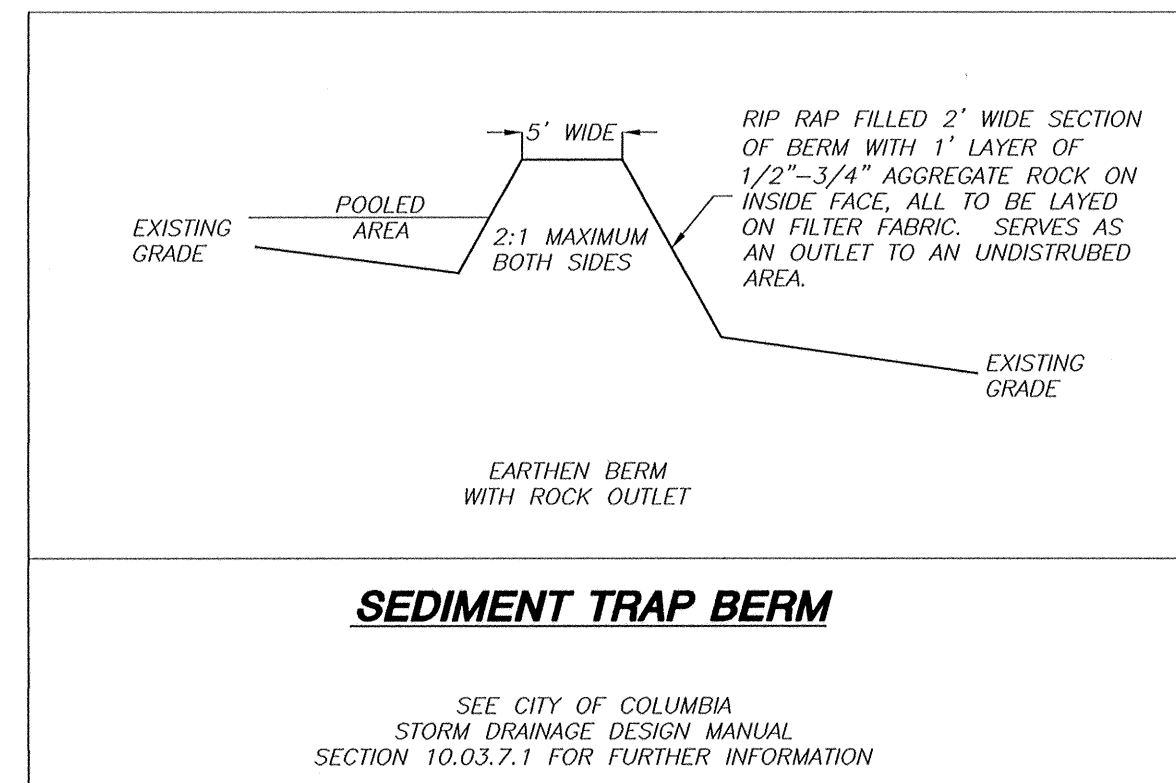 5' WIDE
RIP RAP FILLED 2' WIDE SECTION
OF BERM WITH 1' LAYER OF
1/2"-3/4" AGGREGATE ROCK ON
INSIDE FACE, ALL TO BE LAYED
ON FILTER FABRIC. SERVES AS
AN OUTLET TO AN UNDISTRUBED
AREA.
POOLED
AREA
EXISTING
GRADE
2:1 MAXIMUM
BOTH SIDES
EXISTING
GRADE
EARTHEN BERM
WITH ROCK OUTLET
SEDIMENT TRAP BERM
SEE CITY OF COLUMBIA
STORM DRAINAGE DESIGN MANUAL
SECTION 10.03.7.1 FOR FURTHER INFORMATION